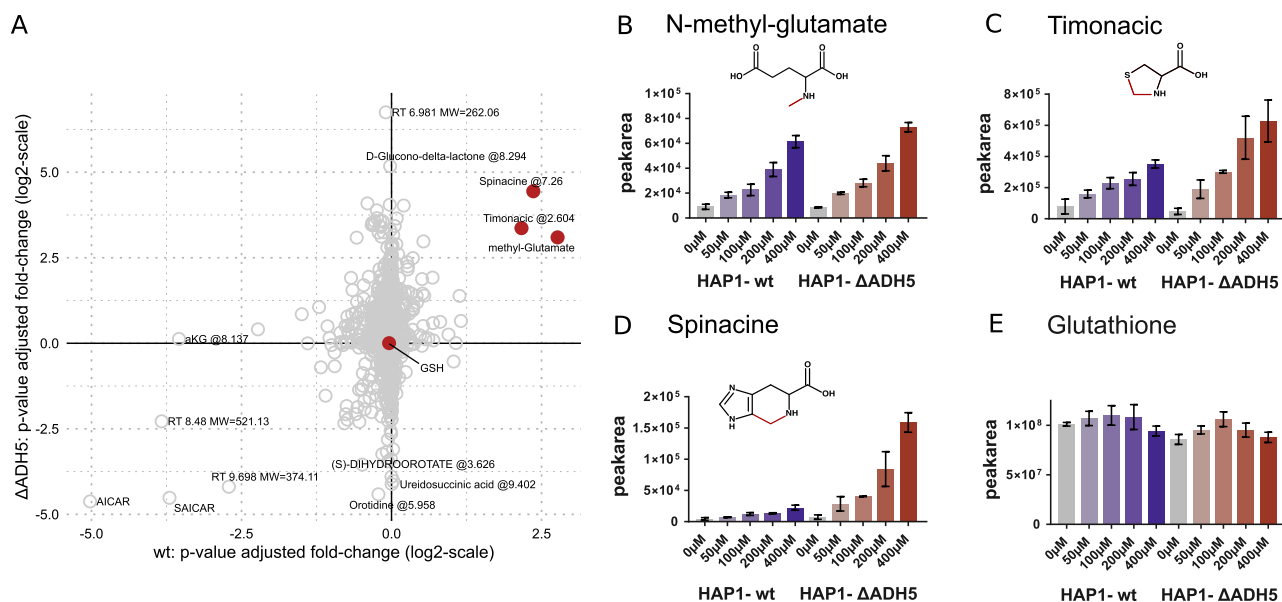 A
ΔADH5: p-value adjusted fold-change (log2-scale)
5.0
2.5
0.0
-2.5
-5.0
RT 6.981 MW=262.06
D-Glucono-delta-lactone @8.294
Spinacine @7.26
Timonacic @2.604
methyl-Glutamate
aKG @8.137
GSH
RT 8.48 MW=521.13
(S)-DIHYDROOROTATE @3.626
RT 9.698 MW=374.11
Ureidosuccinic acid @9.402
AICAR
SAICAR
Orotidine @5.958
-5.0 -2.5 0.0 2.5
wt: p-value adjusted fold-change (log2-scale)
B N-methyl-glutamate
O O
HO OH
NH
peakarea
1×10⁵
8×10⁴
6×10⁴
4×10⁴
2×10⁴
0
0μM 50μM 100μM 200μM 400μM 0μM 50μM 100μM 200μM 400μM
HAP1- wt HAP1- ΔADH5
C Timonacic
O
S OH
NH
peakarea
8×10⁵
6×10⁵
4×10⁵
2×10⁵
0
0μM 50μM 100μM 200μM 400μM 0μM 50μM 100μM 200μM 400μM
HAP1- wt HAP1- ΔADH5
D Spinacine
O
N OH
N NH
H
peakarea
2×10⁵
1.5×10⁵
1×10⁵
5×10⁴
0
0μM 50μM 100μM 200μM 400μM 0μM 50μM 100μM 200μM 400μM
HAP1- wt HAP1- ΔADH5
E Glutathione
peakarea
1×10⁸
5×10⁷
0
0μM 50μM 100μM 200μM 400μM 0μM 50μM 100μM 200μM 400μM
HAP1- wt HAP1- ΔADH5